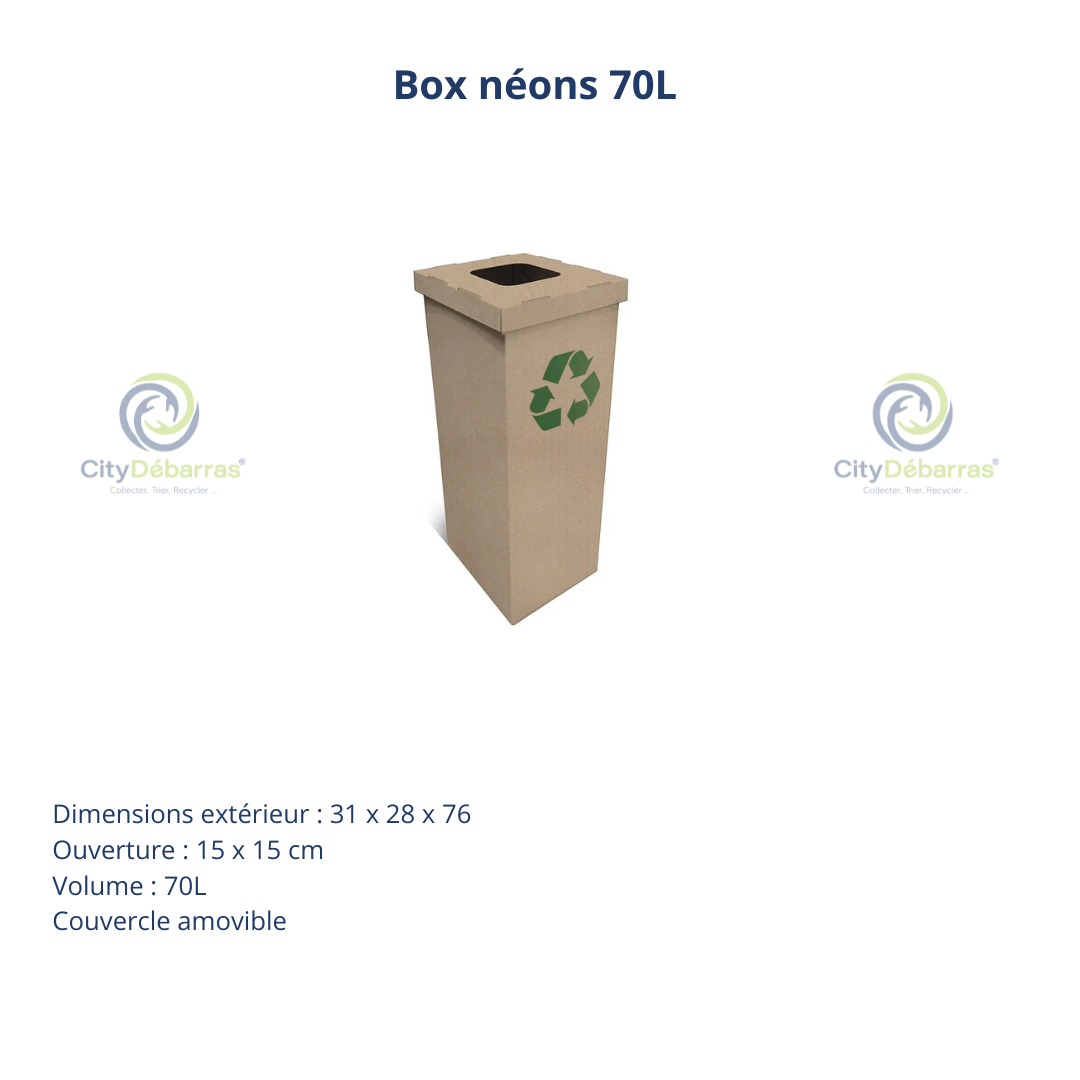 Box néons 70L
CityDébarras®
Collecter, Trier, Recycler ...
CityDébarras®
Collecter, Trier, Recycler ...
Dimensions extérieur : 31 x 28 x 76
Ouverture : 15 x 15 cm
Volume : 70L
Couvercle amovible